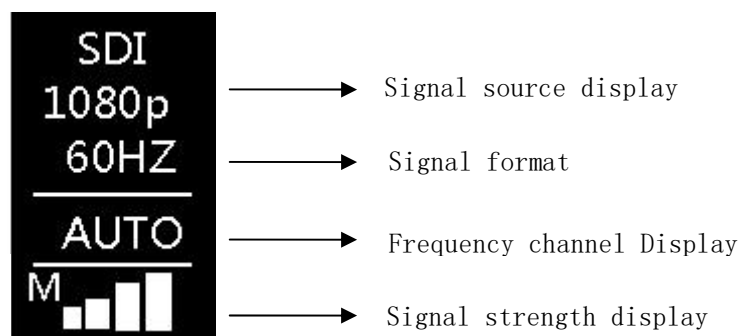 SDI
1080p
Signal source display
60HZ
Signal format
AUTO
Frequency channel Display
M
Signal strength display